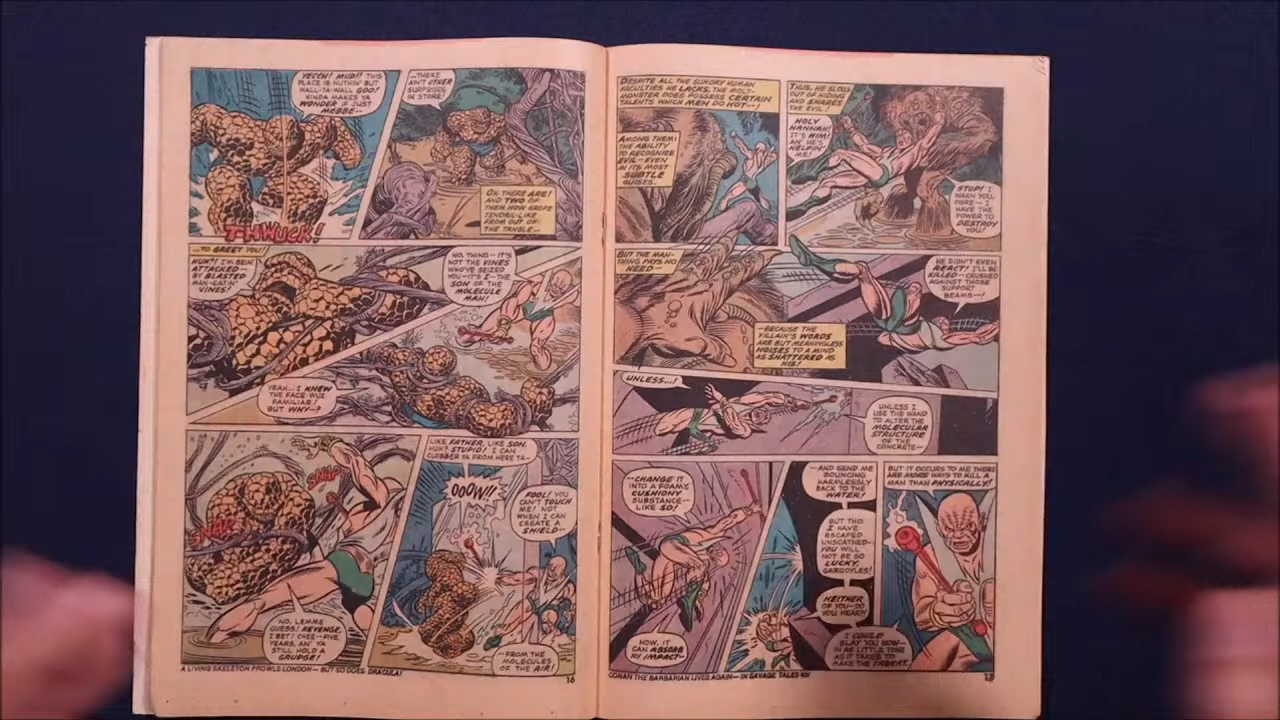 YECCH! MUD!! THIS
PLACE IS NUTHIN' BUT
WALL-TA-WALL GOO!
KINDA MAKES YA
WONDER IF JUST
MEBBE--
THWUCK!
...THERE
AIN'T OTHER
SURPRISES
IN STORE!
OH, THERE ARE!
AND TWO OF
THEM NOW GROPE
TENDRIL-LIKE
FROM OUT OF
THE TANGLE--
...TO GREET YOU!
HUH?! I'M BEIN'
ATTACKED--
BY BLASTED
MAN-EATIN'
VINES!
NO, THING--IT'S
NOT THE VINES
WHO'VE SEIZED
YOU--IT'S I--THE
SON OF THE
MOLECULE
MAN!
YEAH...I KNEW
THE FACE WUZ
FAMILIAR!
BUT WHY--?
SNAP
SNAP
NO, LEMME
GUESS! REVENGE,
I BET! CHEE--FIVE
YEARS, AN' YA
STILL HOLD A
GRUDGE!
LIKE FATHER, LIKE SON,
HUH? STUPID! I CAN
CLOBBER YA FROM HERE TA--
OOOW!!
FOOL! YOU
CAN'T TOUCH
ME! NOT
WHEN I CAN
CREATE A
SHIELD--
--FROM THE
MOLECULES
OF THE AIR!
A LIVING SKELETON PROWLS LONDON--BUT SO DOES DRACULA!
16
DESPITE ALL THE SUNDRY HUMAN
FACULTIES HE LACKS, THE MOLT-
MONSTER DOES POSSESS CERTAIN
TALENTS WHICH MEN DO NOT--!
AMONG THEM:
THE ABILITY
TO RECOGNIZE
EVIL--EVEN
IN ITS MOST
SUBTLE
GUISES.
THUS, HE SLOGS
OUT OF HIDING
AND SNARES
THE EVIL!
HOLY
HANNAH!
IT'S HIM!
AN' HE'S
HELPIN'
ME!
STOP! I
WARN YOU,
OGRE--I
HAVE THE
POWER TO
DESTROY
YOU!
BUT THE MAN-
THING PAYS NO
HEED--
--BECAUSE THE
VILLAIN'S WORDS
ARE BUT MEANINGLESS
NOISES TO A MIND
AS SHATTERED AS
HIS!
HE DIDN'T EVEN
REACT! I'LL BE
KILLED--CRUSHED
AGAINST THOSE
SUPPORT
BEAMS--!
UNLESS...!
UNLESS I
USE THE WAND
TO ALTER THE
MOLECULAR
STRUCTURE
OF THE
CONCRETE--
--CHANGE IT
INTO A FOAMY,
CUSHIONY
SUBSTANCE--
LIKE SO!
NOW, IT
CAN ABSORB
MY IMPACT--
--AND SEND ME
BOUNCING
HARMLESSLY
BACK TO THE
WATER!
BUT THO
I HAVE
ESCAPED
UNSCATHED--
YOU WILL
NOT BE SO
LUCKY,
GARGOYLES!
NEITHER
OF YOU--DO
YOU HEAR?!
BUT IT OCCURS TO ME THERE
ARE MORE WAYS TO KILL A
MAN THAN PHYSICALLY!
I COULD
SLAY YOU NOW--
IN AS LITTLE TIME
AS IT TAKES TO
MAKE THE THREAT.
CONAN THE BARBARIAN LIVES AGAIN--IN SAVAGE TALES